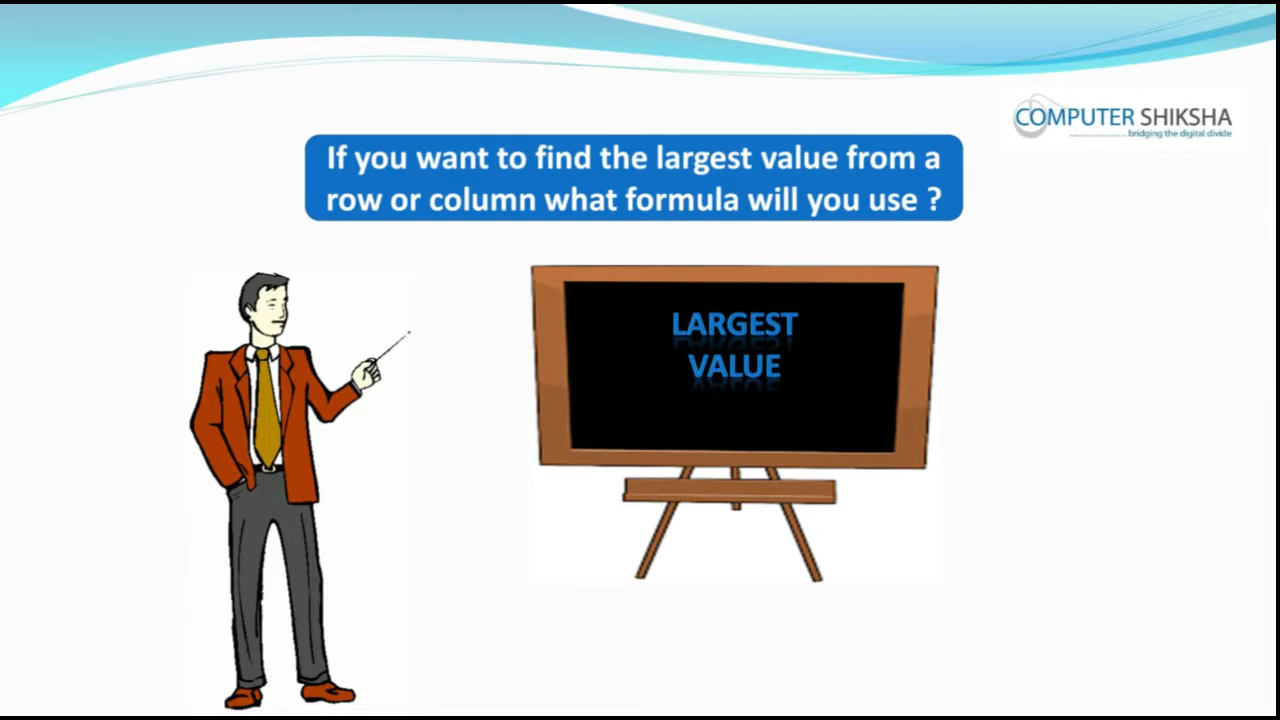 COMPUTER SHIKSHA
bridging the digital divide
If you want to find the largest value from a
row or column what formula will you use ?
LARGEST
VALUE